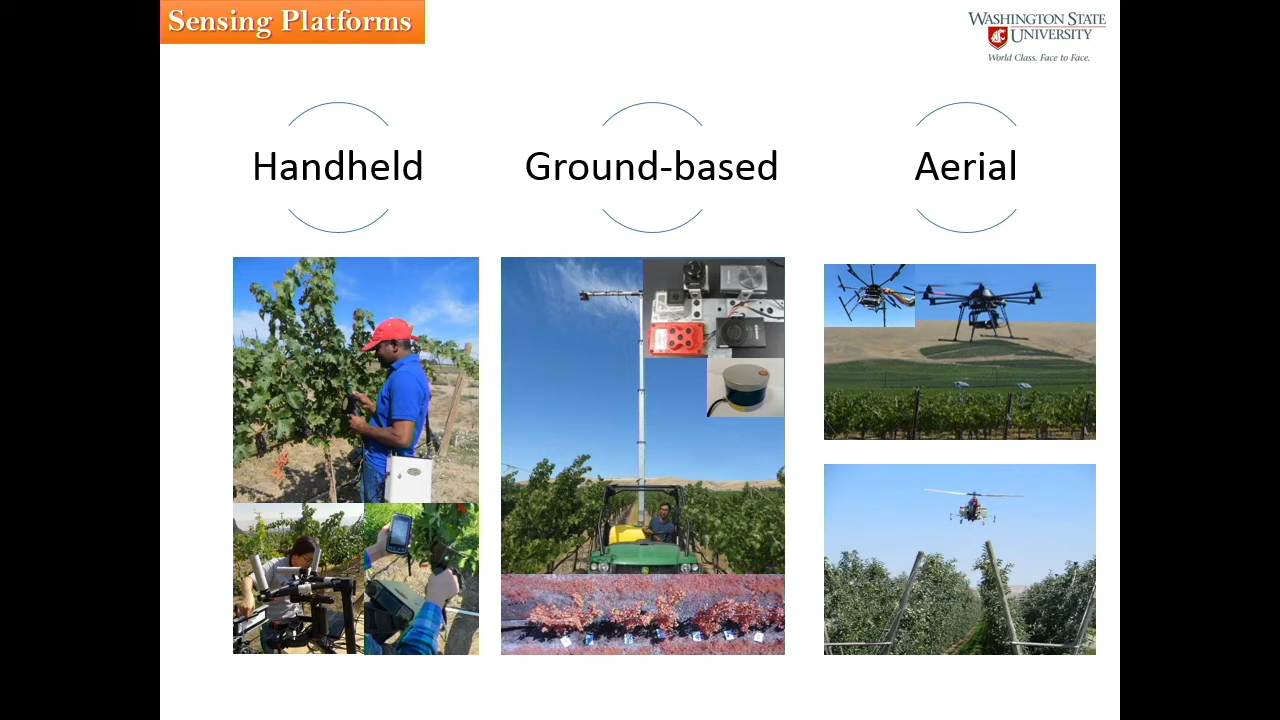 Sensing Platforms
WASHINGTON STATE
UNIVERSITY
World Class. Face to Face.
Handheld
Ground-based
Aerial